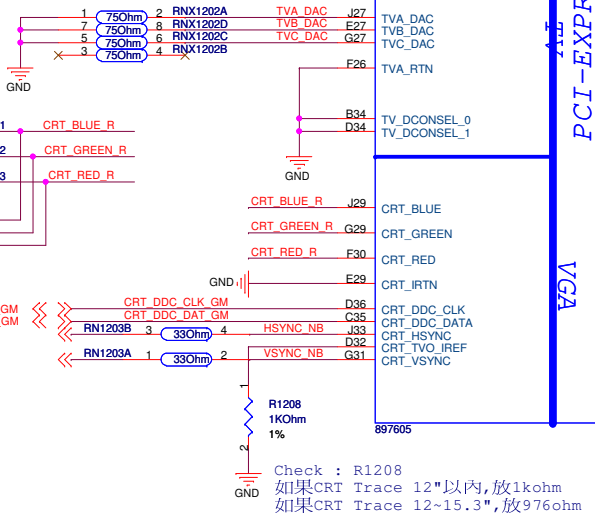 1 75Ohm 2 RNX1202A TVA_DAC J27 TVA_DAC
7 75Ohm 8 RNX1202D TVB_DAC E27 TVB_DAC
5 75Ohm 6 RNX1202C TVC_DAC G27 TVC_DAC
3 75Ohm 4 RNX1202B
GND
F26 TVA_RTN
TV
PCI-EXPR
B34 TV_DCONSEL_0
D34 TV_DCONSEL_1
GND
1 CRT_BLUE_R
2 CRT_GREEN_R
3 CRT_RED_R
CRT_BLUE_R J29 CRT_BLUE
CRT_GREEN_R G29 CRT_GREEN
CRT_RED_R F30 CRT_RED
GND E29 CRT_IRTN
VGA
GM CRT_DDC_CLK_GM D36 CRT_DDC_CLK
GM CRT_DDC_DAT_GM C35 CRT_DDC_DATA
RN1203B 3 33Ohm 4 HSYNC_NB J33 CRT_HSYNC
D32 CRT_TVO_IREF
RN1203A 1 33Ohm 2 VSYNC_NB G31 CRT_VSYNC
1
R1208
1KOhm
1%
2
GND
897605
Check : R1208
如果CRT Trace 12"以內,放1kohm
如果CRT Trace 12~15.3",放976ohm